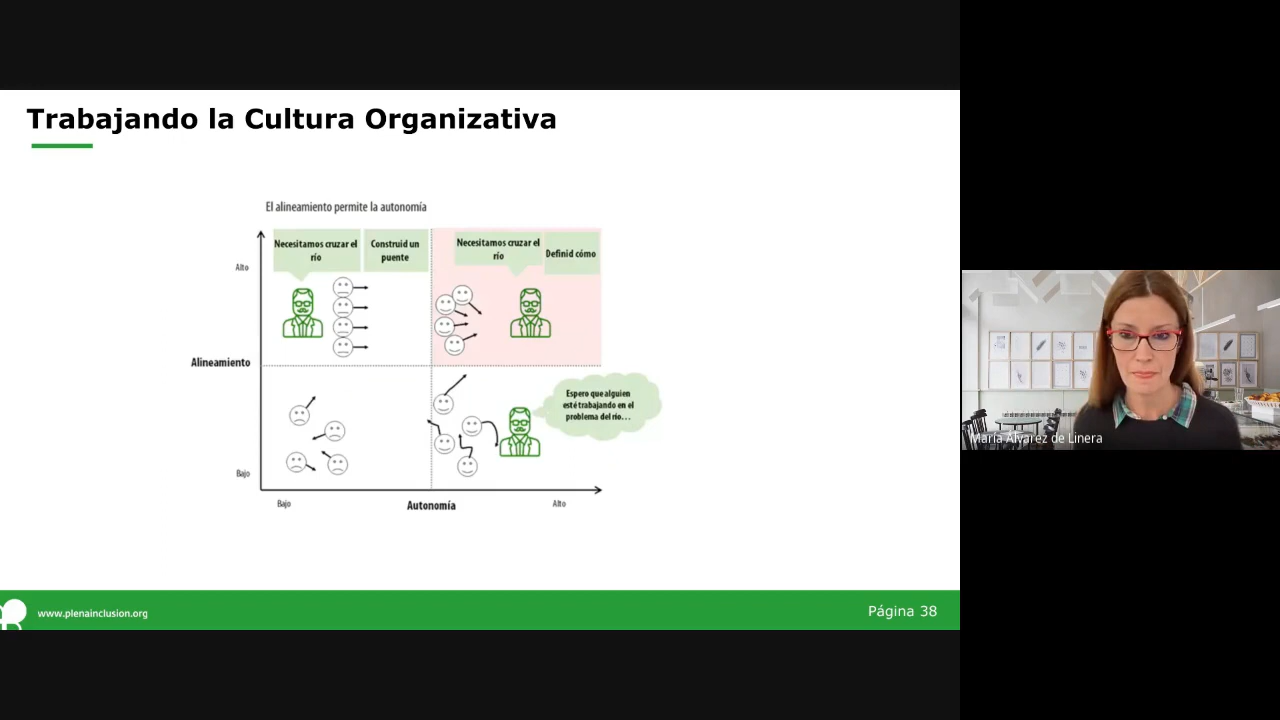 Trabajando la Cultura Organizativa
El alineamiento permite la autonomía
Necesitamos cruzar el
río
Construid un
puente
Necesitamos cruzar el
río
Definid cómo
Alto
Alineamiento
Espero que alguien
esté trabajando en el
problema del río...
Bajo
Bajo
Autonomía
Alto
www.plenainclusion.org
Página 38
María Álvarez de Linera